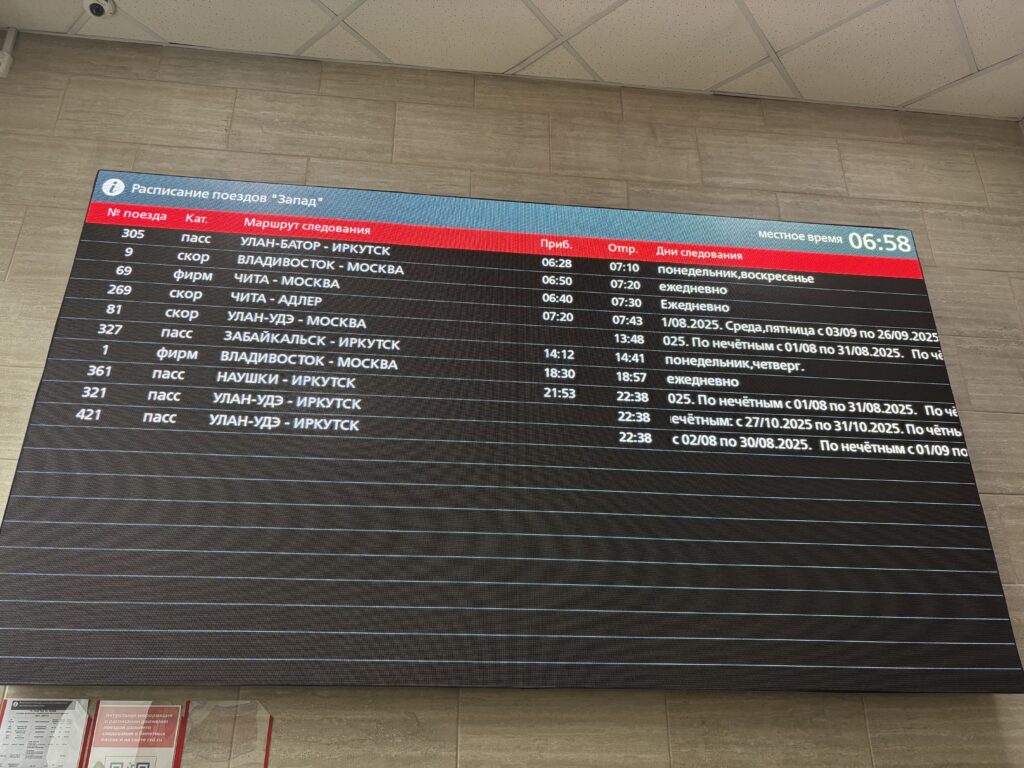 Расписание поездов "Запад"
местное время 06:58
№ поезда Кат. Маршрут следования Приб. Отпр. Дни следования
305 пасс УЛАН-БАТОР - ИРКУТСК 06:28 07:10 понедельник,воскресенье
9 скор ВЛАДИВОСТОК - МОСКВА 06:50 07:20 ежедневно
69 фирм ЧИТА - МОСКВА 06:40 07:30 Ежедневно
269 скор ЧИТА - АДЛЕР 07:20 07:43 1/08.2025. Среда,пятница с 03/09 по 26/09.2025
81 скор УЛАН-УДЭ - МОСКВА 13:48 025. По нечётным с 01/08 по 31/08.2025. По чё
327 пасс ЗАБАЙКАЛЬСК - ИРКУТСК 14:12 14:41 понедельник,четверг.
1 фирм ВЛАДИВОСТОК - МОСКВА 18:30 18:57 ежедневно
361 пасс НАУШКИ - ИРКУТСК 21:53 22:38 025. По нечётным с 01/08 по 31/08.2025. По чё
321 пасс УЛАН-УДЭ - ИРКУТСК 22:38 ечётным: с 27/10/2025 по 31/10.2025. По чётны
421 пасс УЛАН-УДЭ - ИРКУТСК 22:38 с 02/08 по 30/08.2025. По нечётным с 01/09 по
Актуальная информация